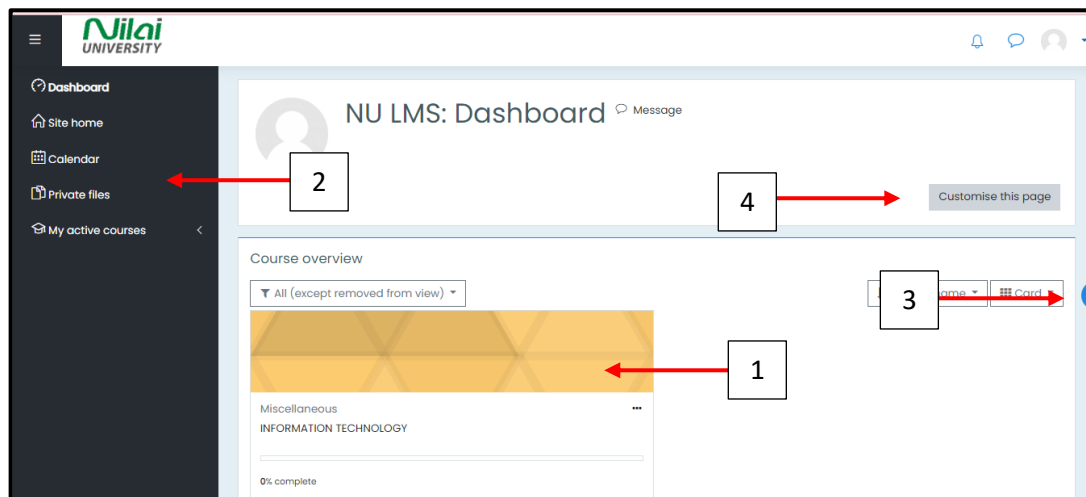 Nilai
UNIVERSITY
Dashboard
Site home
Calendar
Private files
My active courses
NU LMS: Dashboard Message
2
4
Customise this page
Course overview
All (except removed from view)
Card
3
1
Miscellaneous
INFORMATION TECHNOLOGY
0% complete